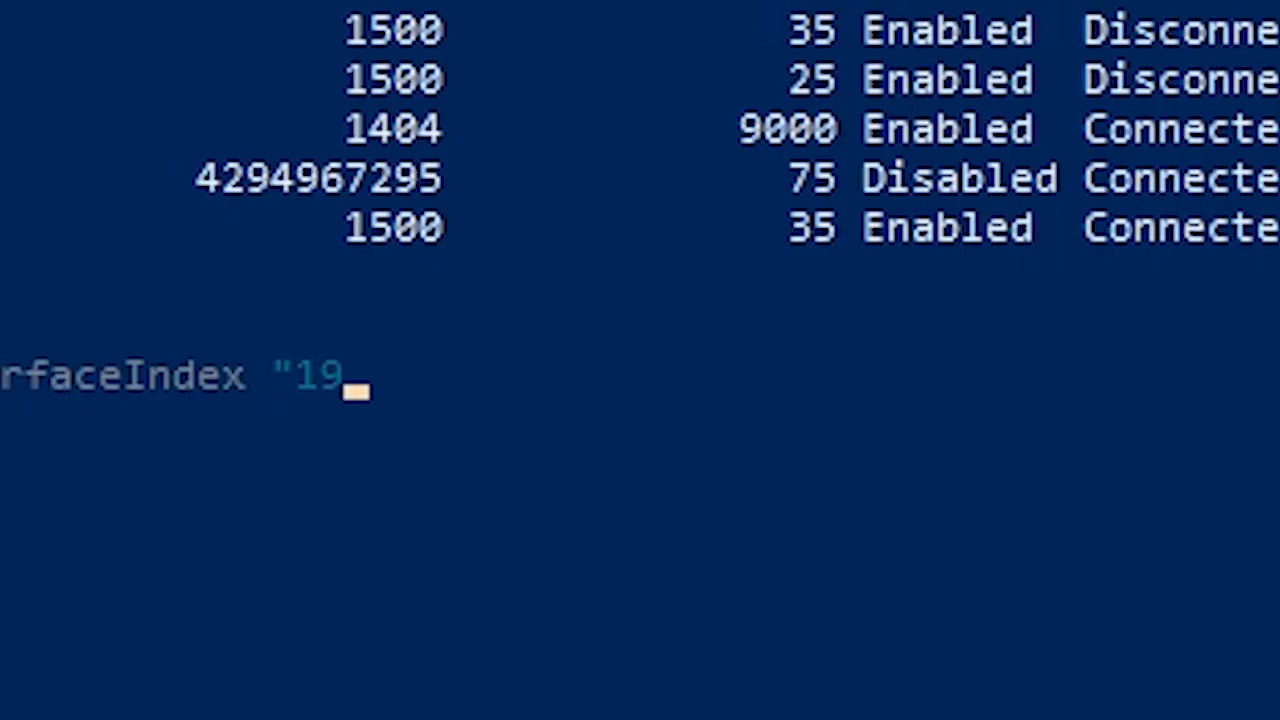 1500 35 Enabled Disconne
1500 25 Enabled Disconne
1404 9000 Enabled Connecte
4294967295 75 Disabled Connecte
1500 35 Enabled Connecte
rfaceIndex "19